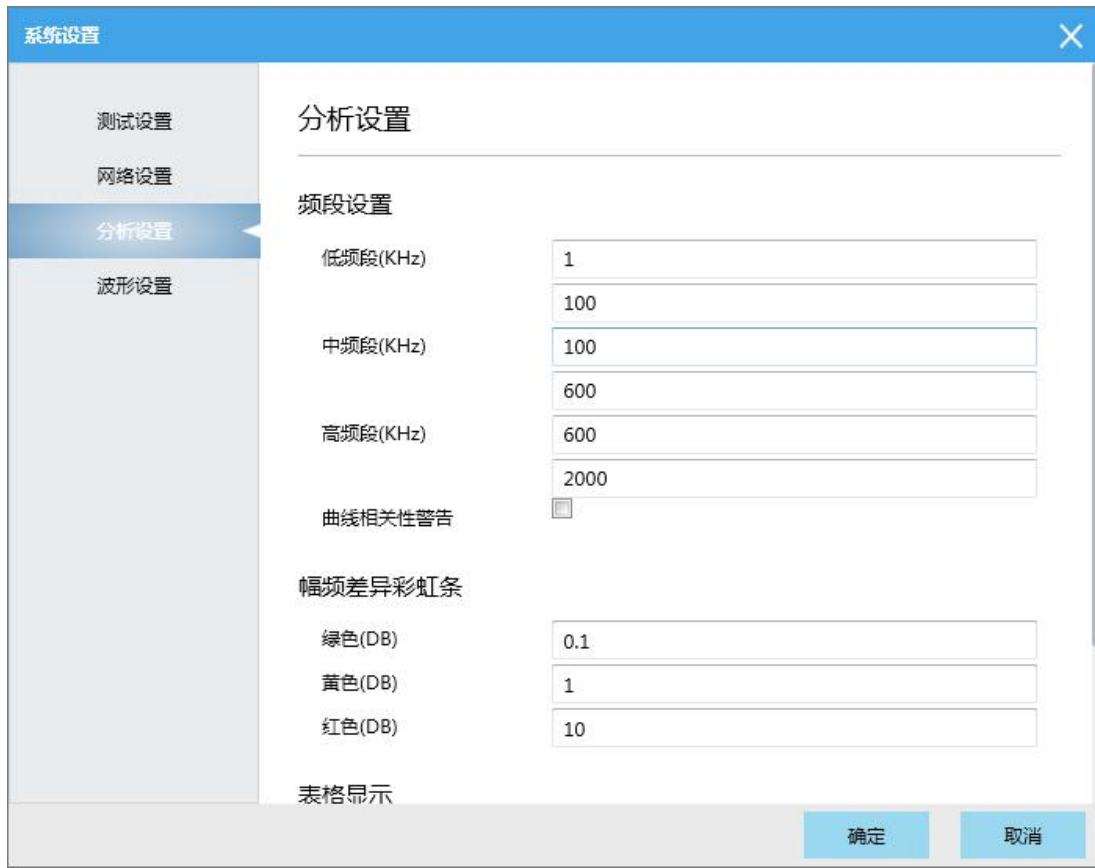 系统设置
测试设置
网络设置
分析设置
波形设置
分析设置
频段设置
低频段(KHz)
1
100
中频段(KHz)
100
600
高频段(KHz)
600
2000
曲线相关性警告
幅频差异彩虹条
绿色(DB)
0.1
黄色(DB)
1
红色(DB)
10
表格显示
确定
取消